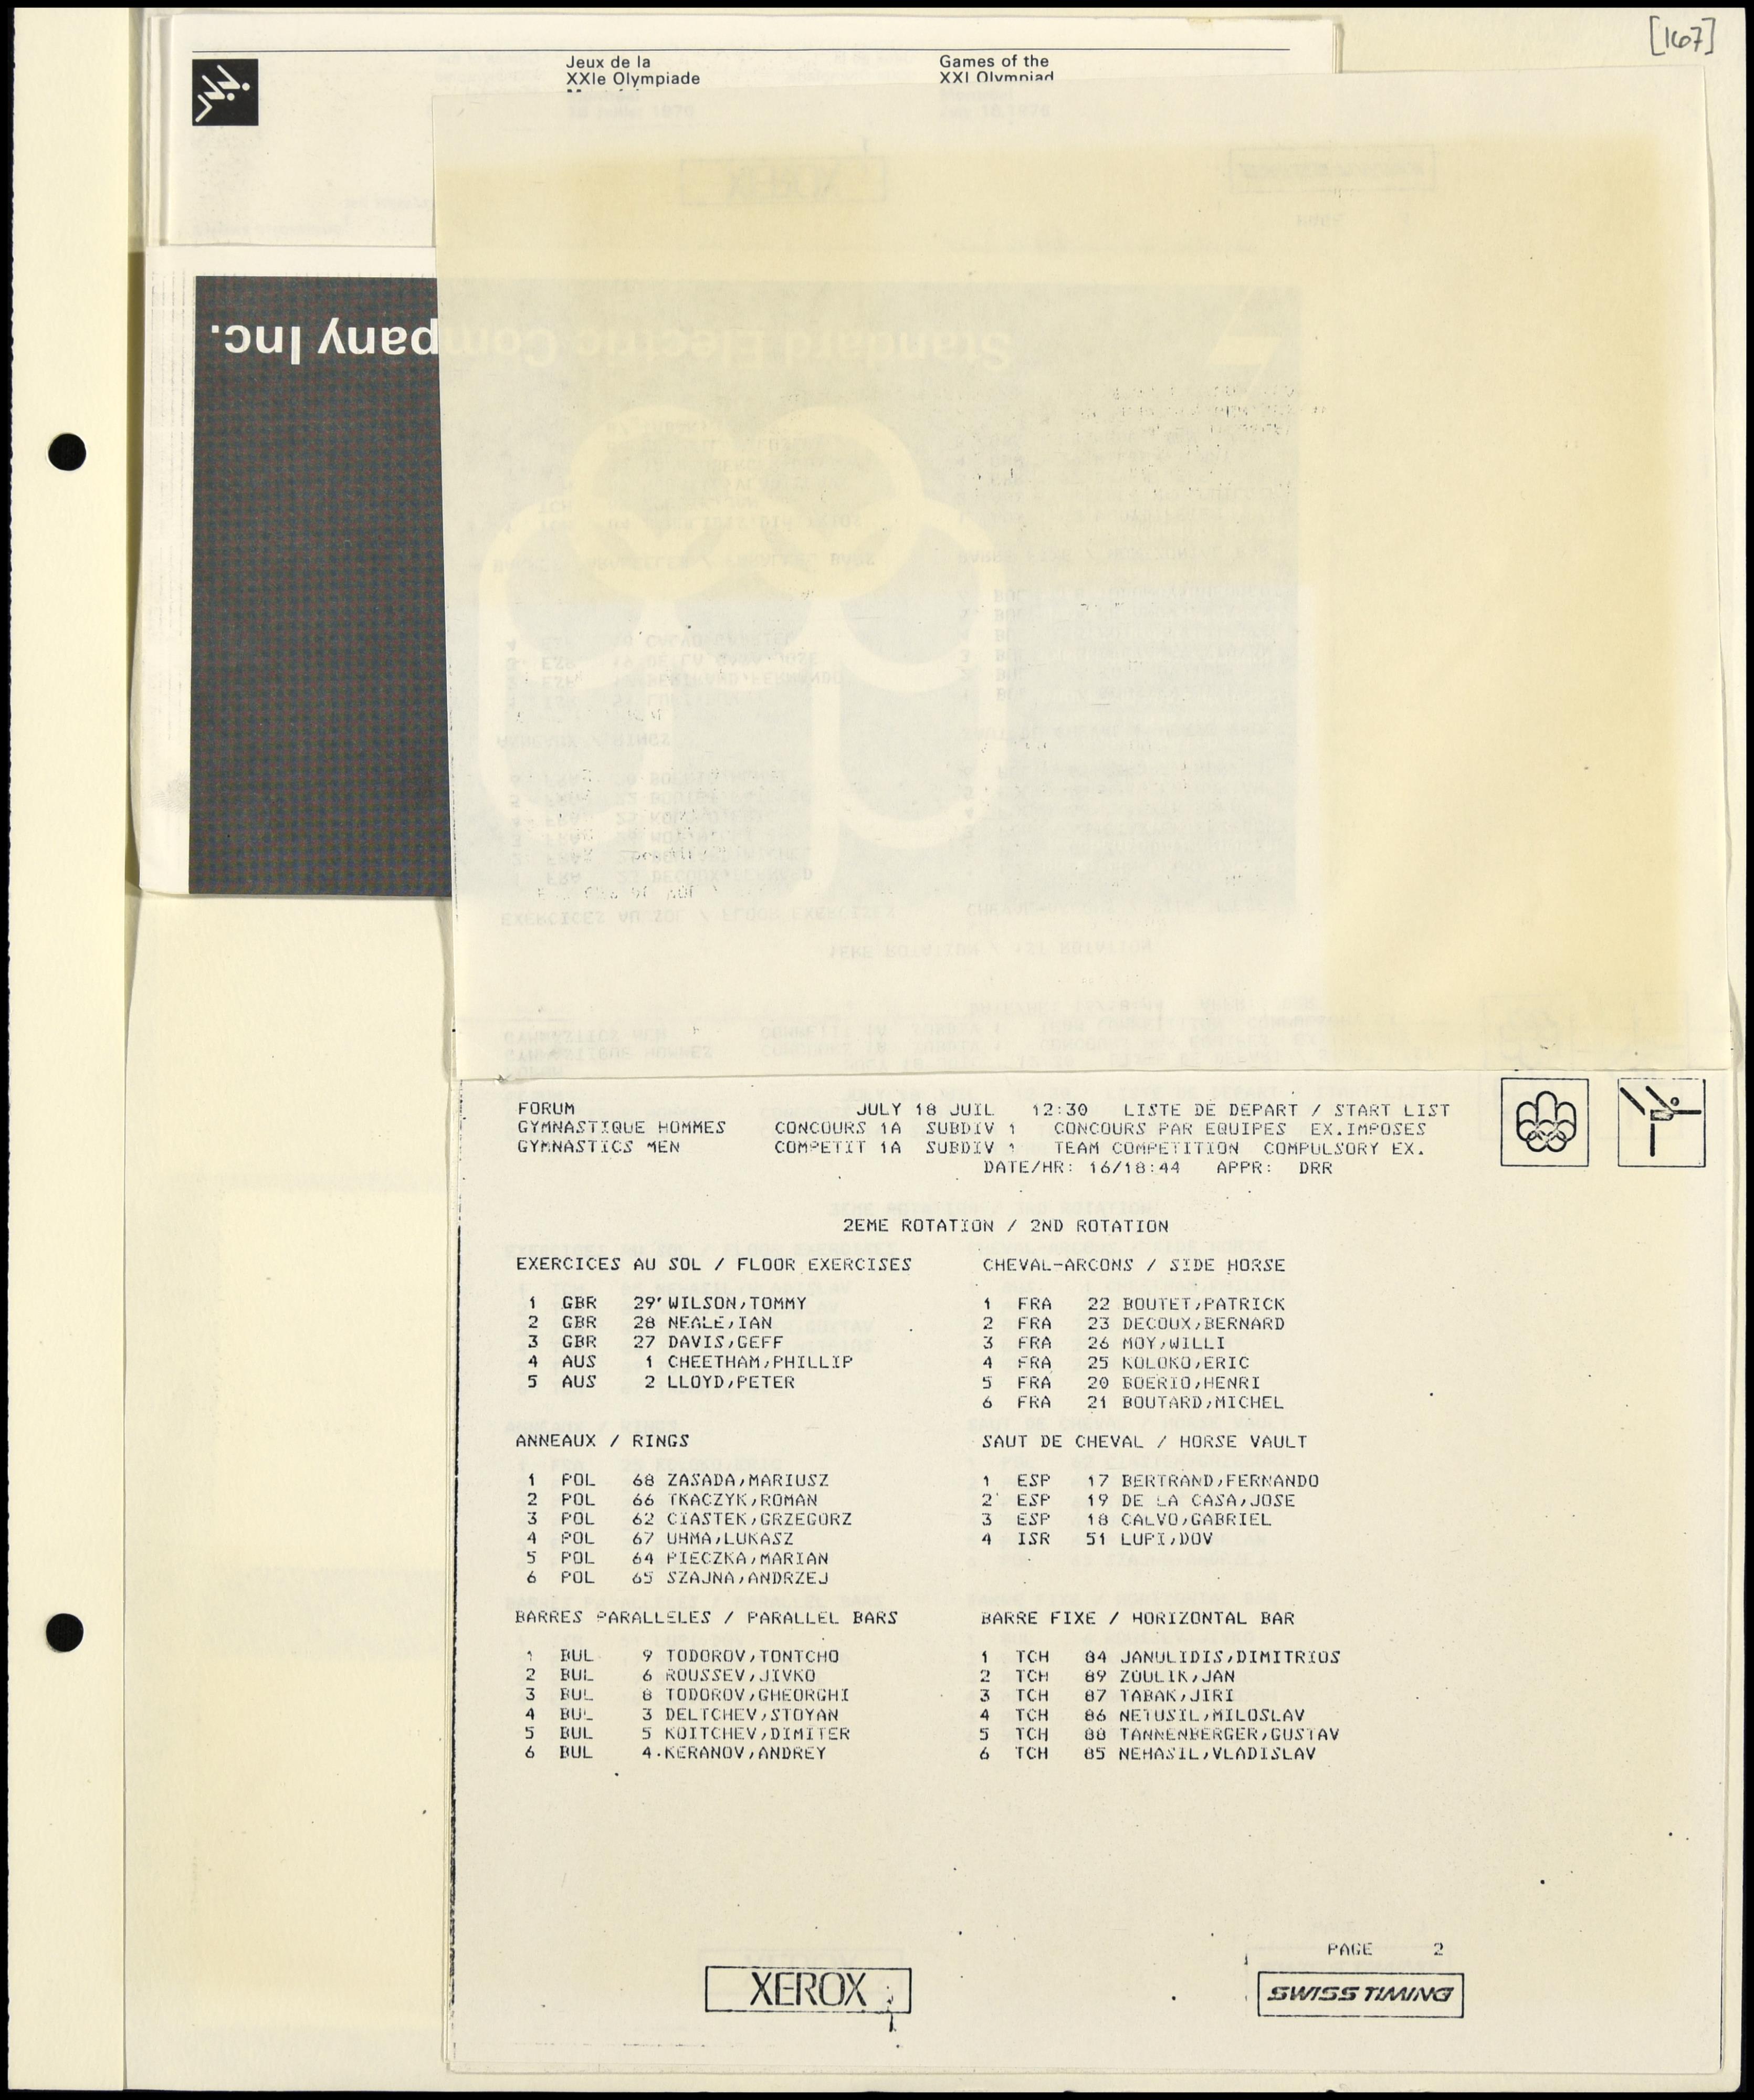 [167]
Jeux de la
XXIe Olympiade
Games of the
XXI Olympiad
Standard Electric Company Inc.
FORUM JULY 18 JUIL 12:30 LISTE DE DEPART / START LIST
GYMNASTIQUE HOMMES CONCOURS 1A SUBDIV 1 CONCOURS PAR EQUIPES EX.IMPOSES
GYMNASTICS MEN COMPETIT 1A SUBDIV 1 TEAM COMPETITION COMPULSORY EX.
DATE/HR: 16/18:44 APPR: DRR
2EME ROTATION / 2ND ROTATION
EXERCICES AU SOL / FLOOR EXERCISES
1 GBR 29 WILSON,TOMMY
2 GBR 28 NEALE,IAN
3 GBR 27 DAVIS,GEFF
4 AUS 1 CHEETHAM,PHILLIP
5 AUS 2 LLOYD,PETER
CHEVAL-ARCONS / SIDE HORSE
1 FRA 22 BOUTET,PATRICK
2 FRA 23 DECOUX,BERNARD
3 FRA 26 MOY,WILLI
4 FRA 25 KOLOKO,ERIC
5 FRA 20 BOERIO,HENRI
6 FRA 21 BOUTARD,MICHEL
ANNEAUX / RINGS
1 POL 68 ZASADA,MARIUSZ
2 POL 66 TKACZYK,ROMAN
3 POL 62 CIASTEK,GRZEGORZ
4 POL 67 UHMA,LUKASZ
5 POL 64 PIECZKA,MARIAN
6 POL 65 SZAJNA,ANDRZEJ
SAUT DE CHEVAL / HORSE VAULT
1 ESP 17 BERTRAND,FERNANDO
2 ESP 19 DE LA CASA,JOSE
3 ESP 18 CALVO,GABRIEL
4 ISR 51 LUPI,DOV
BARRES PARALLELES / PARALLEL BARS
1 BUL 9 TODOROV,TONTCHO
2 BUL 6 ROUSSEV,JIVKO
3 BUL 8 TODOROV,GHEORGHI
4 BUL 3 DELTCHEV,STOYAN
5 BUL 5 KOITCHEV,DIMITER
6 BUL 4 KERANOV,ANDREY
BARRE FIXE / HORIZONTAL BAR
1 TCH 84 JANULIDIS,DIMITRIOS
2 TCH 89 ZOULIK,JAN
3 TCH 87 TABAK,JIRI
4 TCH 86 NETUSIL,MILOSLAV
5 TCH 88 TANNENBERGER,GUSTAV
6 TCH 85 NEHASIL,VLADISLAV
PAGE 2
XEROX
SWISS TIMING